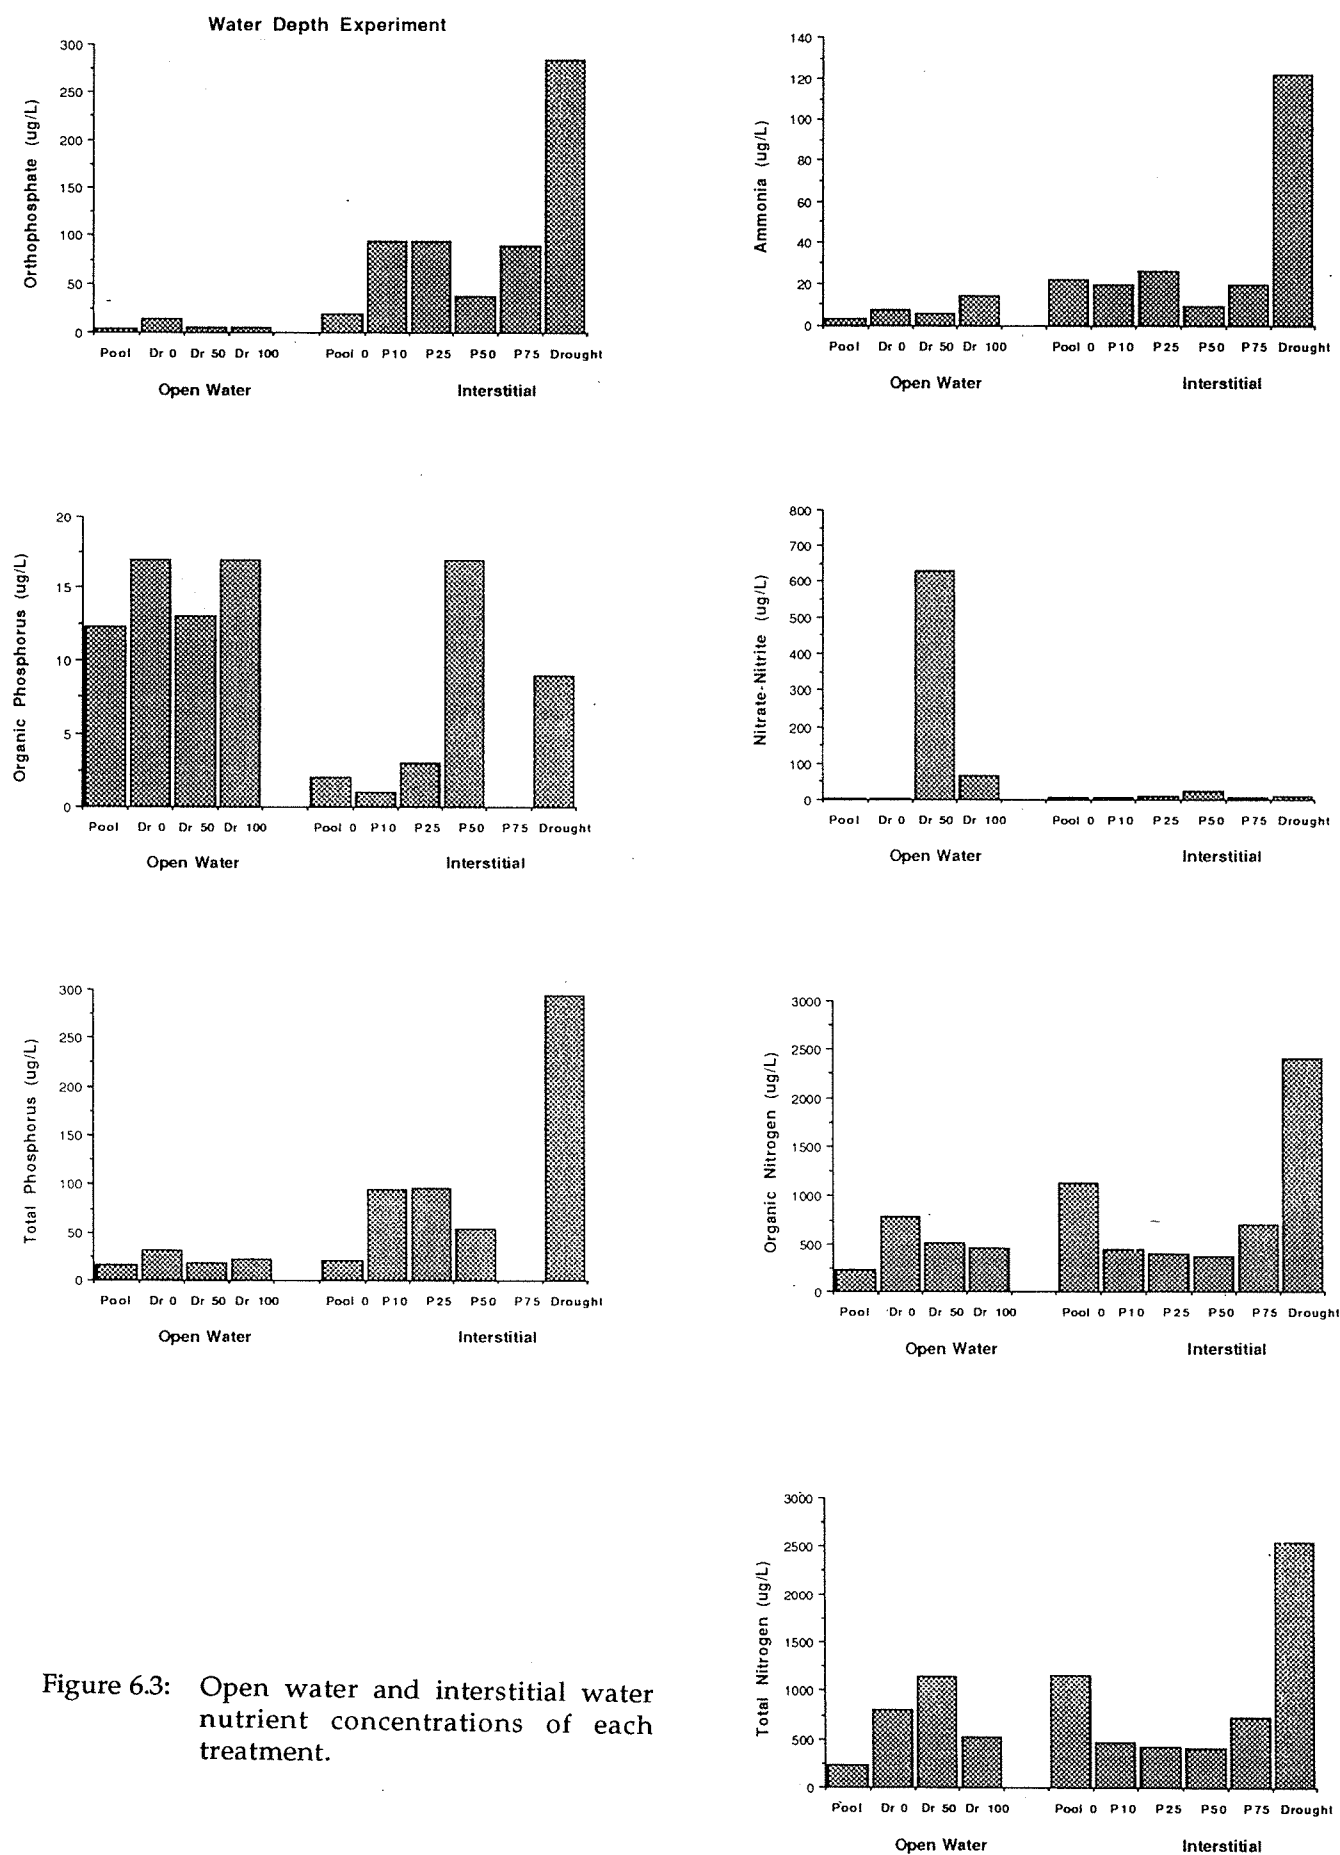 Water Depth Experiment
300
250
200
150
100
50
0
Orthophosphate (ug/L)
Pool Dr 0 Dr 50 Dr 100 Pool 0 P10 P25 P50 P75 Drought
Open Water Interstitial
140
120
100
80
60
40
20
0
Ammonia (ug/L)
Pool Dr 0 Dr 50 Dr 100 Pool 0 P10 P25 P50 P75 Drought
Open Water Interstitial
20
15
10
5
0
Organic Phosphorus (ug/L)
Pool Dr 0 Dr 50 Dr 100 Pool 0 P10 P25 P50 P75 Drought
Open Water Interstitial
800
700
600
500
400
300
200
100
0
Nitrate-Nitrite (ug/L)
Pool Dr 0 Dr 50 Dr 100 Pool 0 P10 P25 P50 P75 Drought
Open Water Interstitial
300
250
200
150
100
50
0
Total Phosphorus (ug/L)
Pool Dr 0 Dr 50 Dr 100 Pool 0 P10 P25 P50 P75 Drought
Open Water Interstitial
3000
2500
2000
1500
1000
500
0
Organic Nitrogen (ug/L)
Pool Dr 0 Dr 50 Dr 100 Pool 0 P10 P25 P50 P75 Drought
Open Water Interstitial
3000
2500
2000
1500
1000
500
0
Total Nitrogen (ug/L)
Pool Dr 0 Dr 50 Dr 100 Pool 0 P10 P25 P50 P75 Drought
Open Water Interstitial
Figure 6.3: Open water and interstitial water
nutrient concentrations of each
treatment.